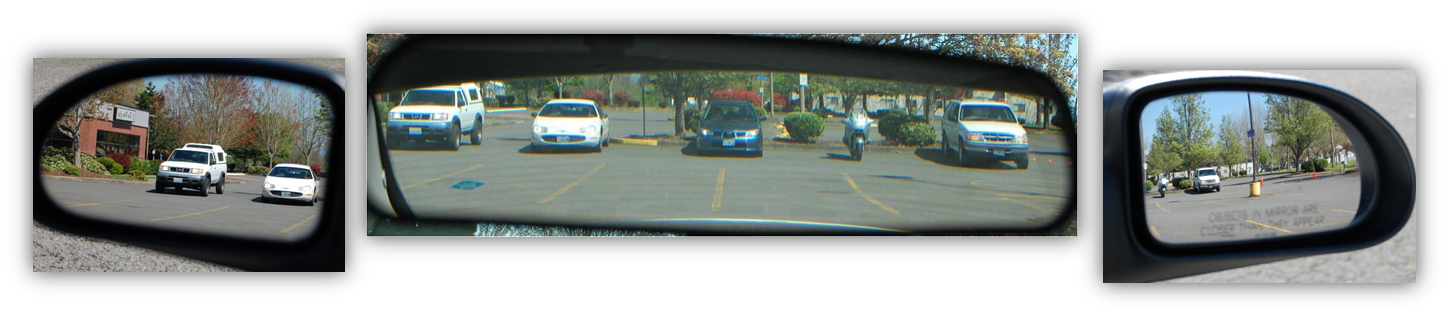 OBJECTS IN MIRROR ARE
CLOSER THAN THEY APPEAR